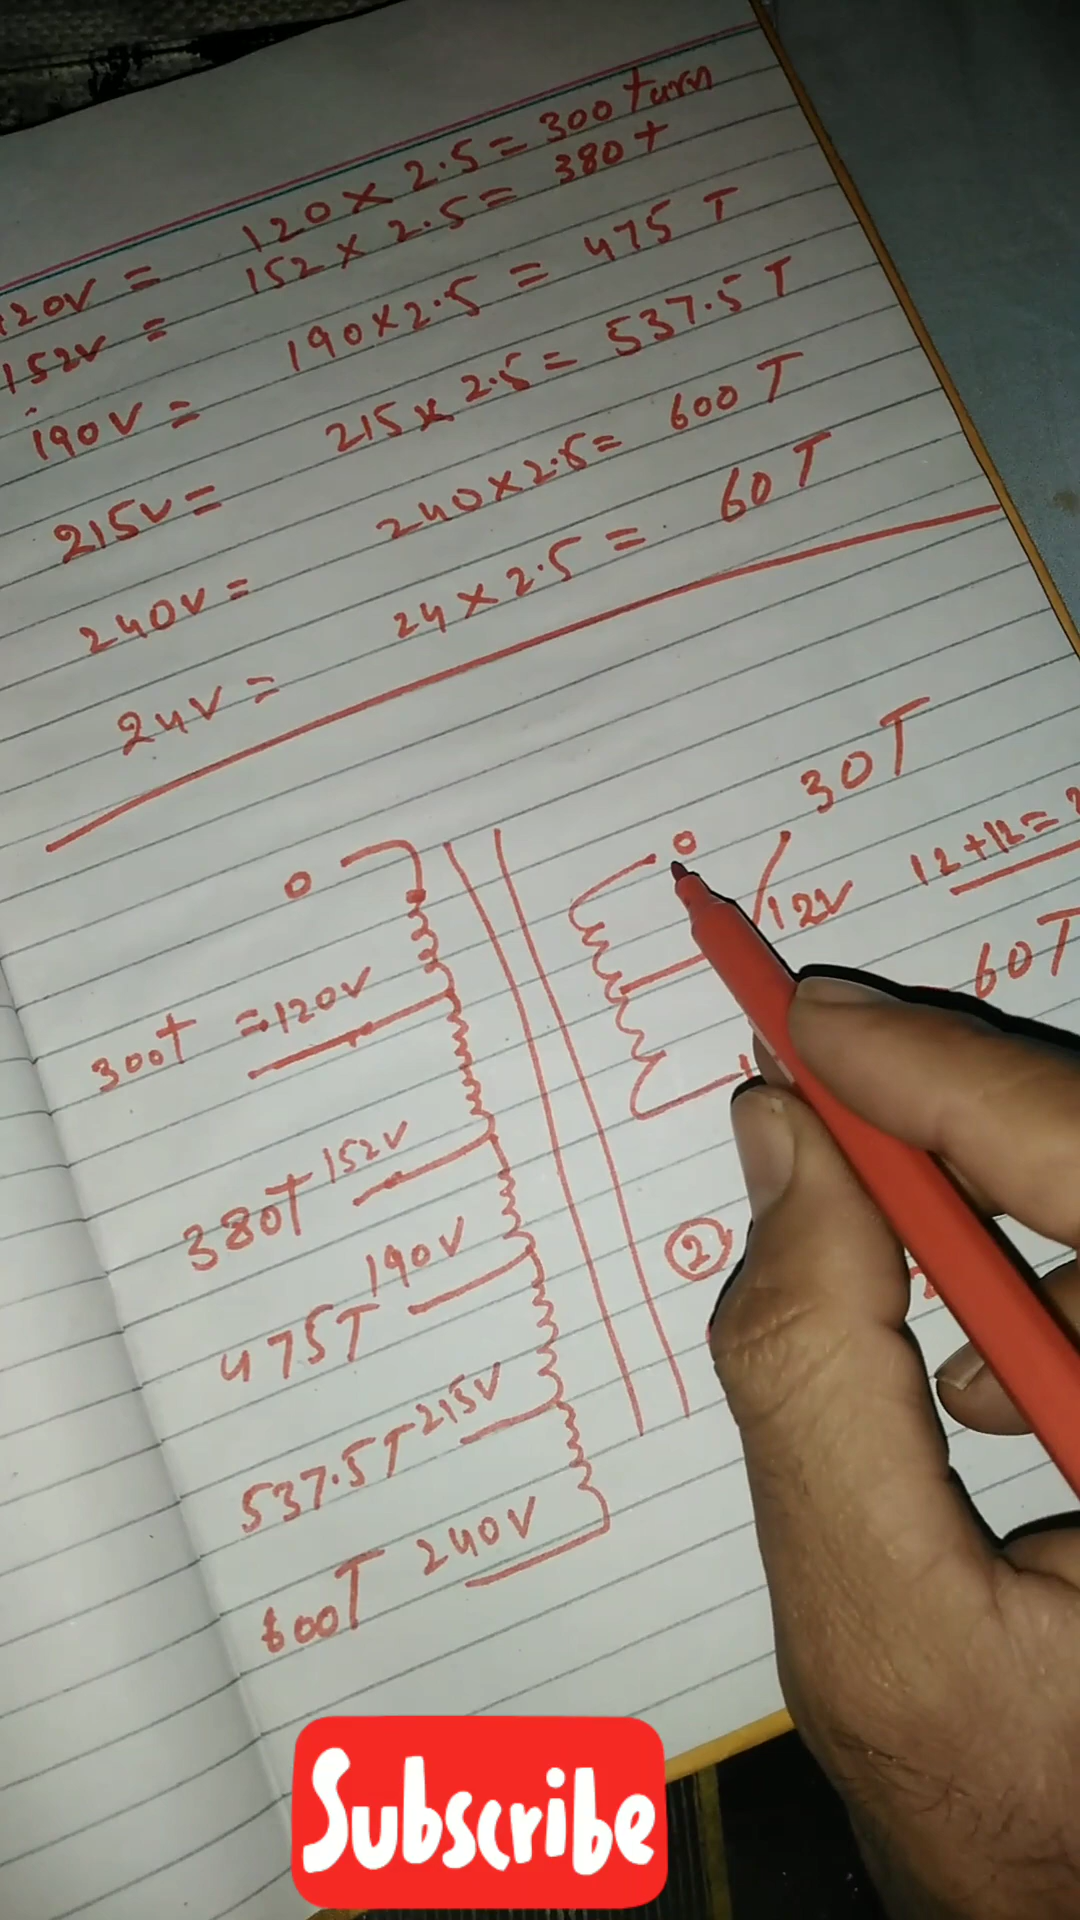 120V = 120 x 2.5 = 300 turn
152V = 152 x 2.5 = 380 t
190V = 190 x 2.5 = 475 T
215V = 215 x 2.5 = 537.5 T
240V = 240 x 2.5 = 600 T
24V = 24 x 2.5 = 60 T
0
300t = 120V
380T 152V
475T 190V
537.5T 215V
600T 240V
0
30T
12V
12+12=
60T
2
Subscribe